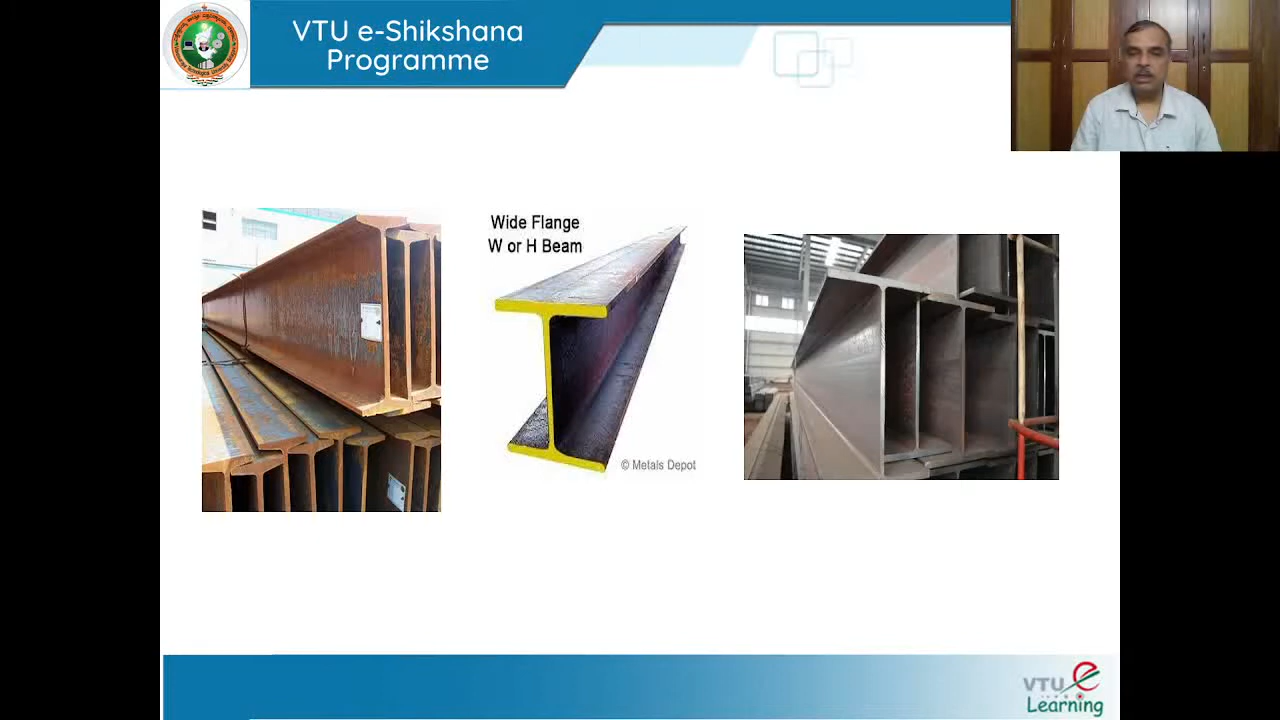 VTU e-Shikshana
Programme
Wide Flange
W or H Beam
© Metals Depot
VTU e
Learning